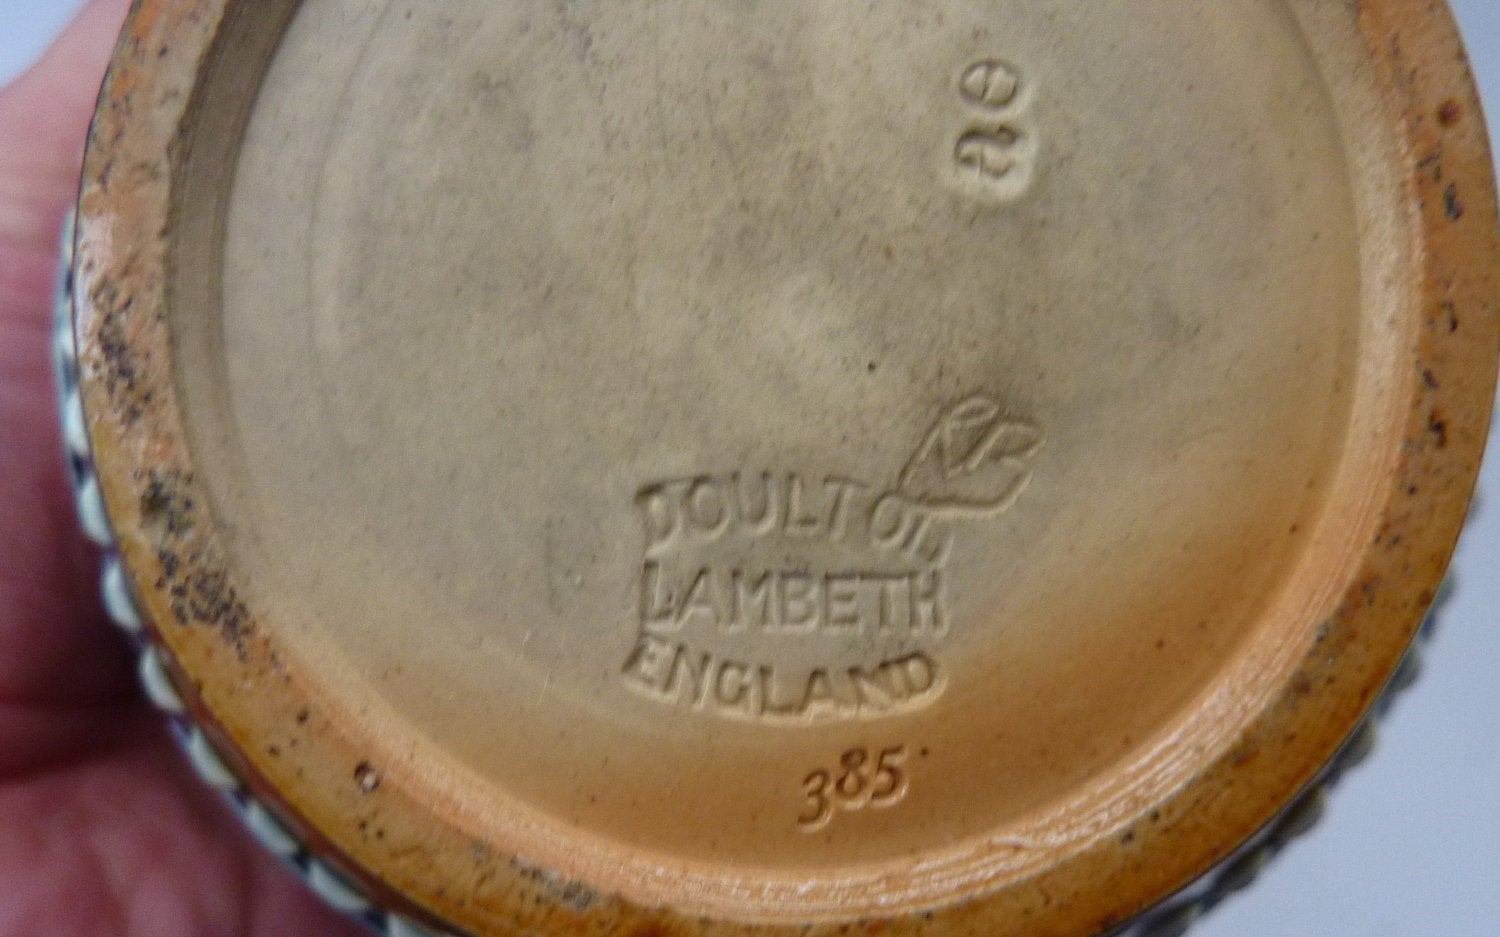 ae
DOULTON
LAMBETH
ENGLAND
385